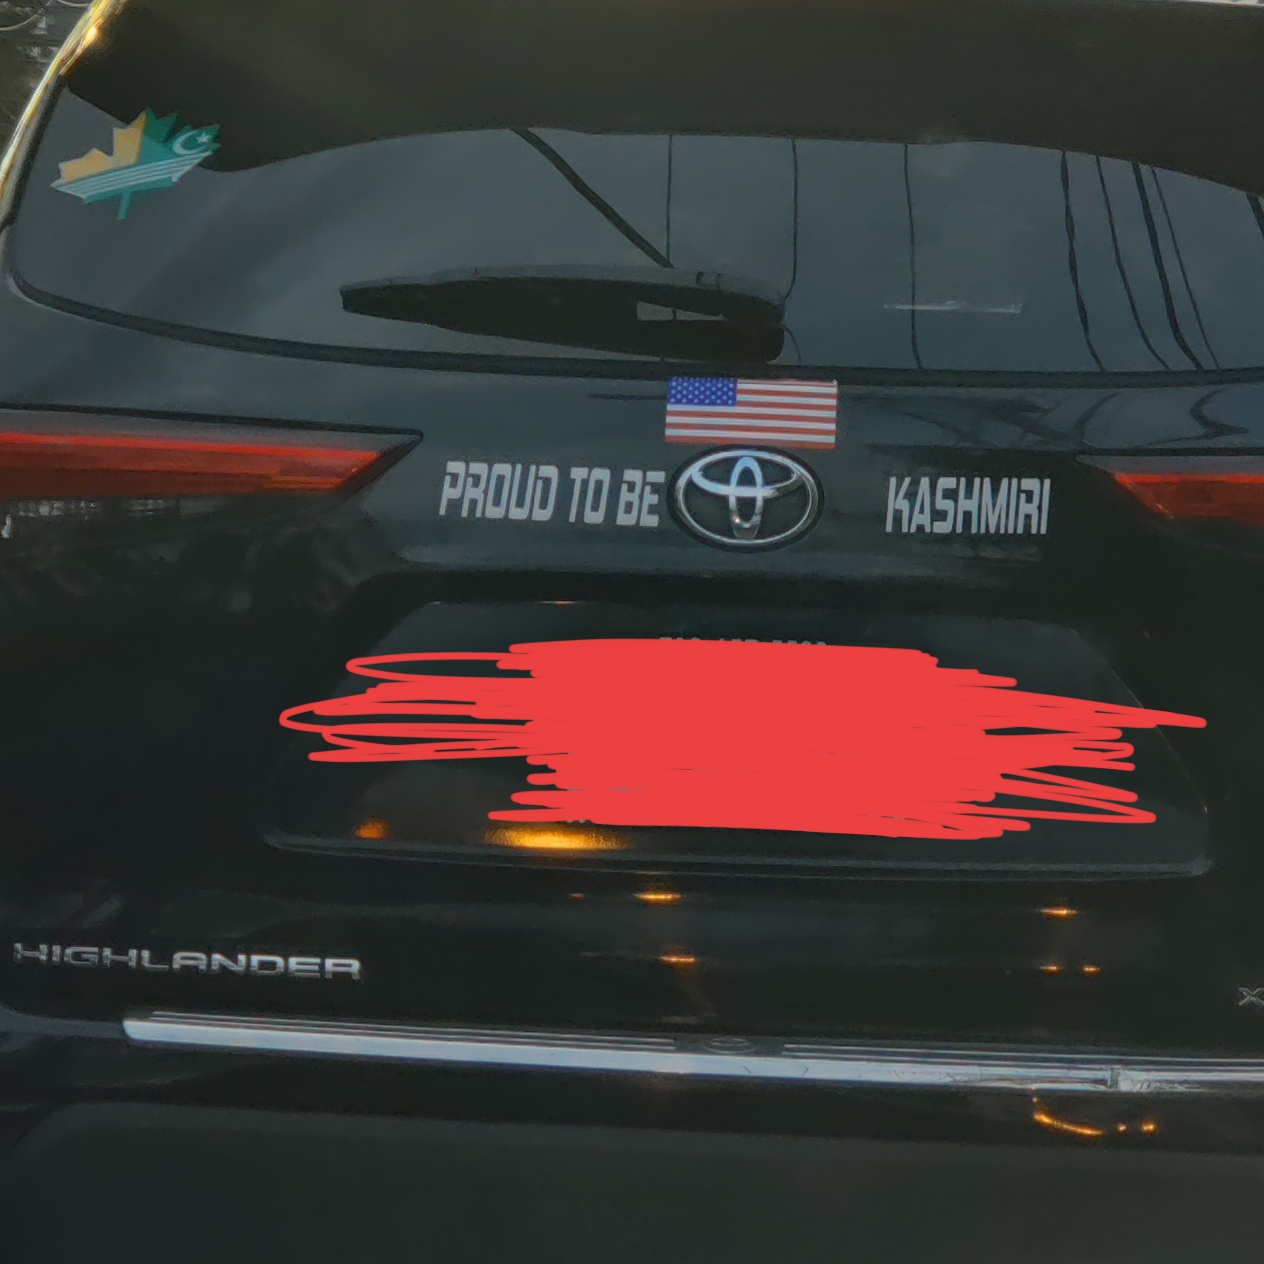 PROUD TO BE KASHMIRI
HIGHLANDER